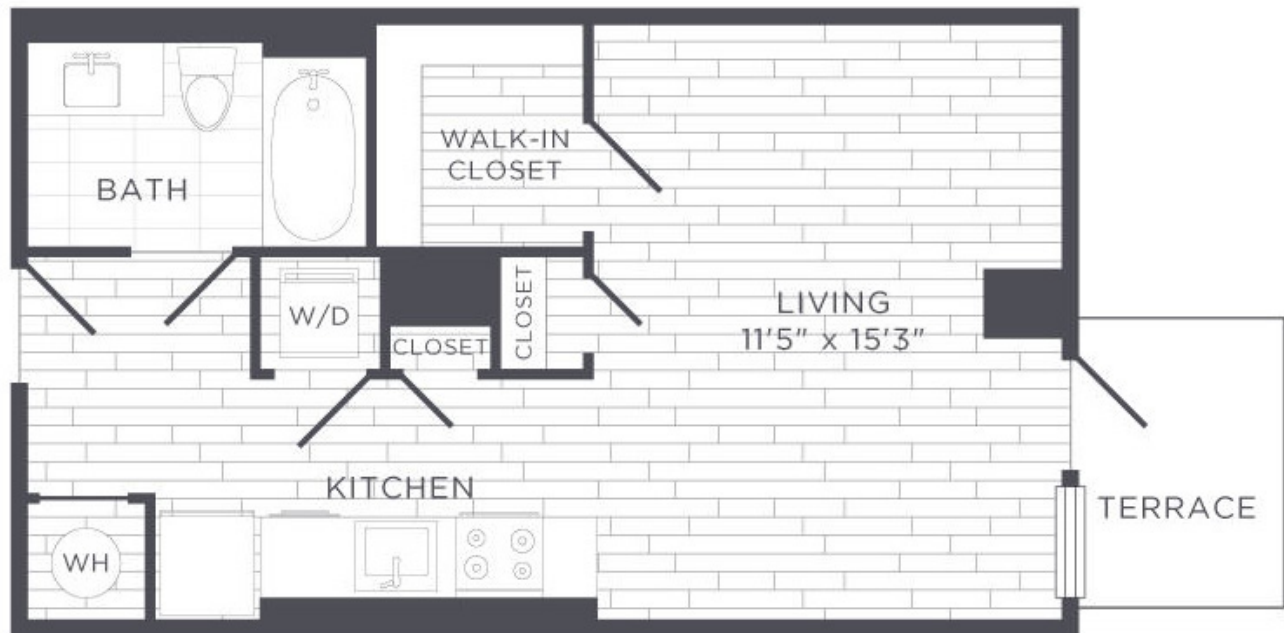 WALK-IN
CLOSET
BATH
W/D
CLOSET
CLOSET
LIVING
11'5" x 15'3"
KITCHEN
TERRACE
WH